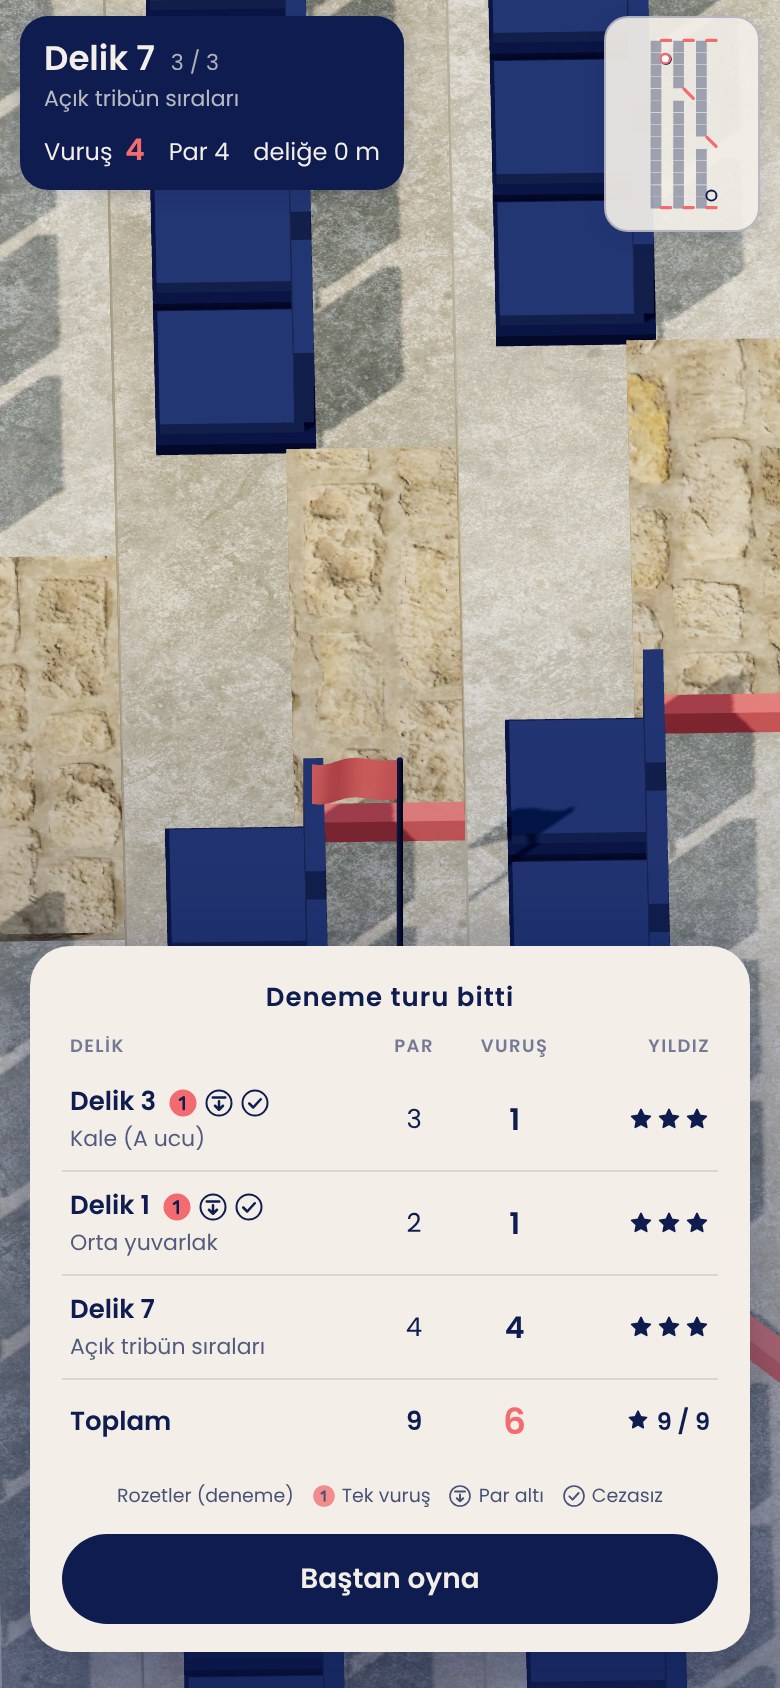 Delik 7 3 / 3
Açık tribün sıraları
Vuruş 4 Par 4 deliğe 0 m
Deneme turu bitti
DELİK PAR VURUŞ YILDIZ
Delik 3 1
Kale (A ucu) 3 1
Delik 1 1
Orta yuvarlak 2 1
Delik 7
Açık tribün sıraları 4 4
Toplam 9 6 9 / 9
Rozetler (deneme) 1 Tek vuruş Par altı Cezasız
Baştan oyna